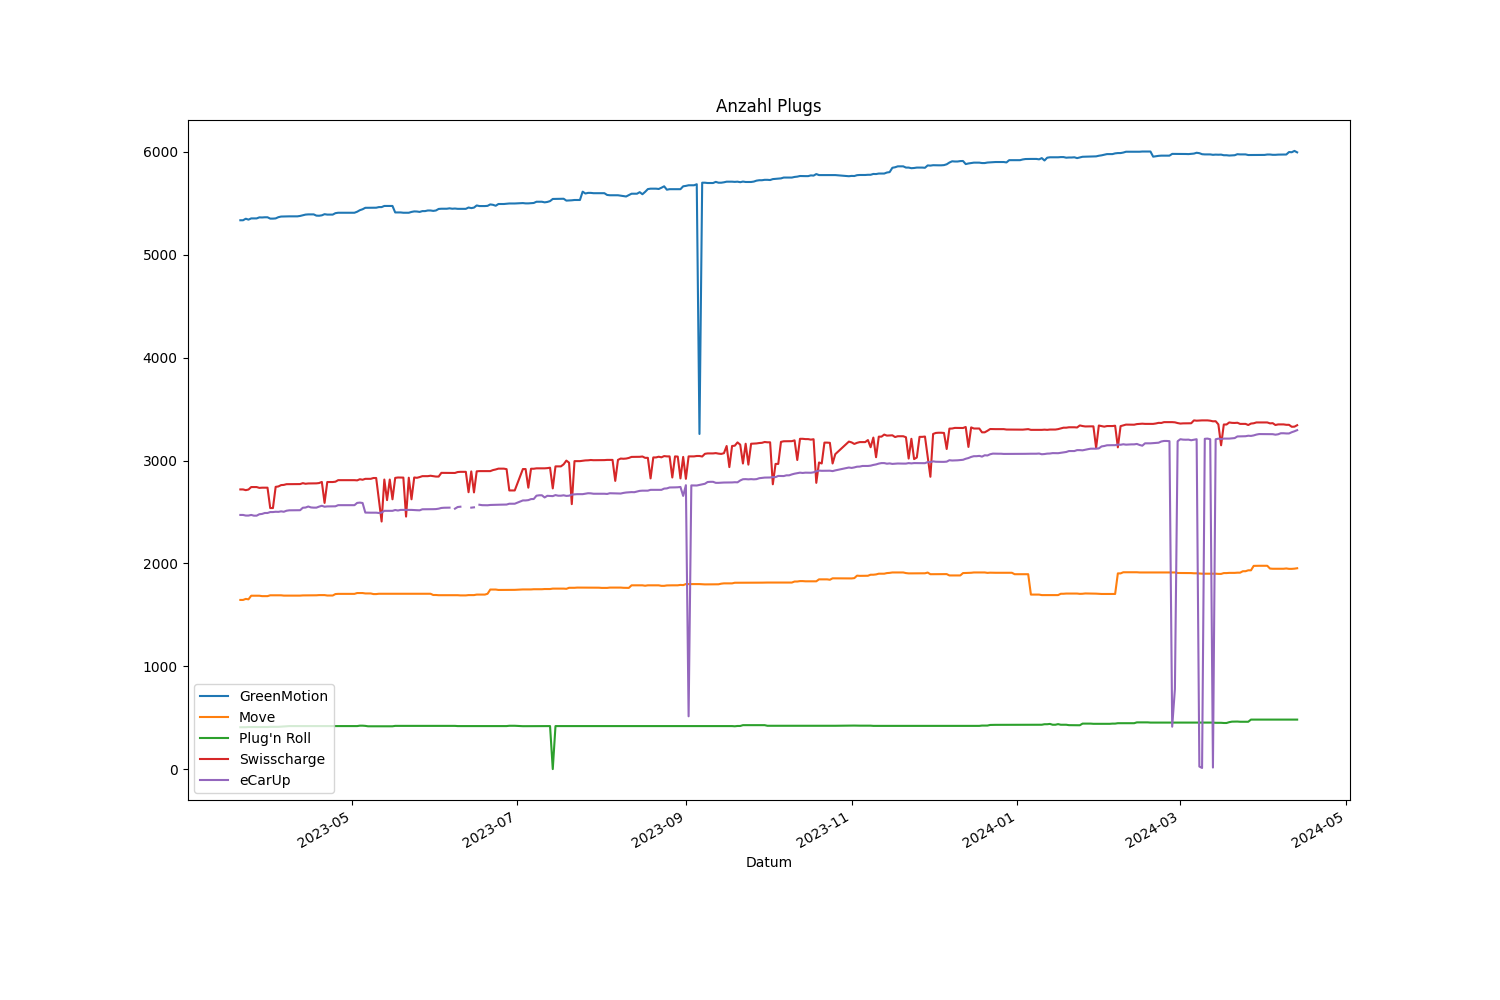 Anzahl Plugs
6000
5000
4000
3000
2000
1000
0
GreenMotion
Move
Plug'n Roll
Swisscharge
eCarUp
2023-05
2023-07
2023-09
2023-11
2024-01
2024-03
2024-05
Datum